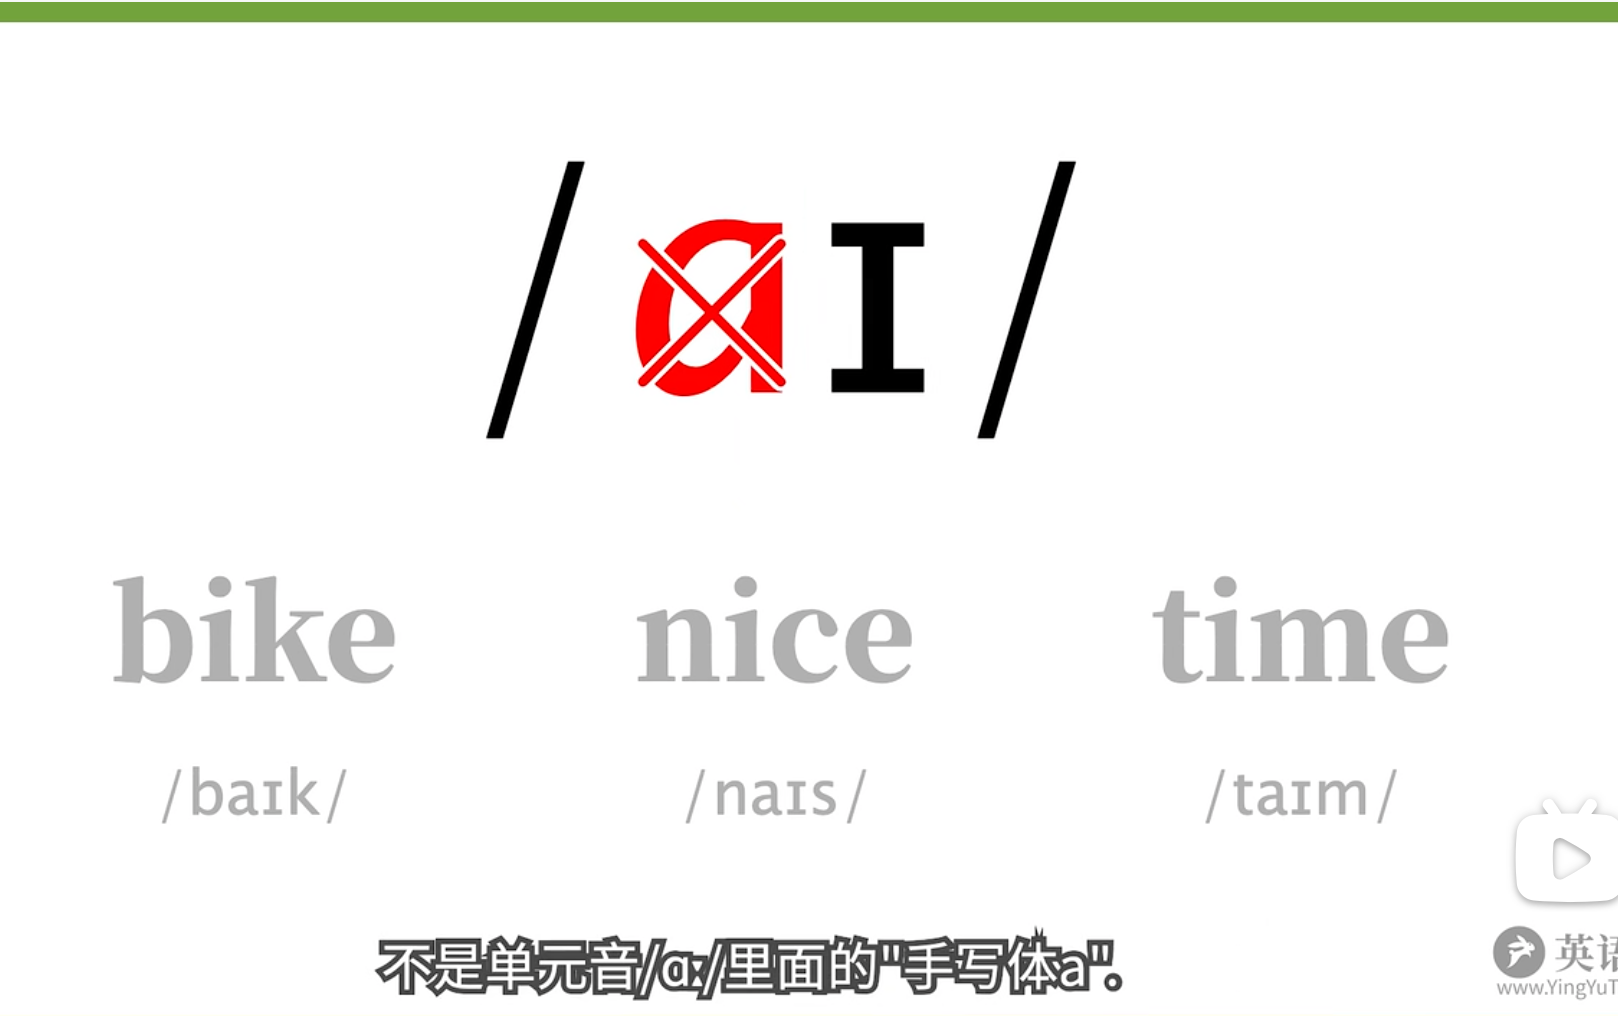 /ɑɪ/
bike nice time
/baɪk/ /naɪs/ /taɪm/
不是单元音/ɑː/里面的"手写体a"。
英语
www.YingYuT